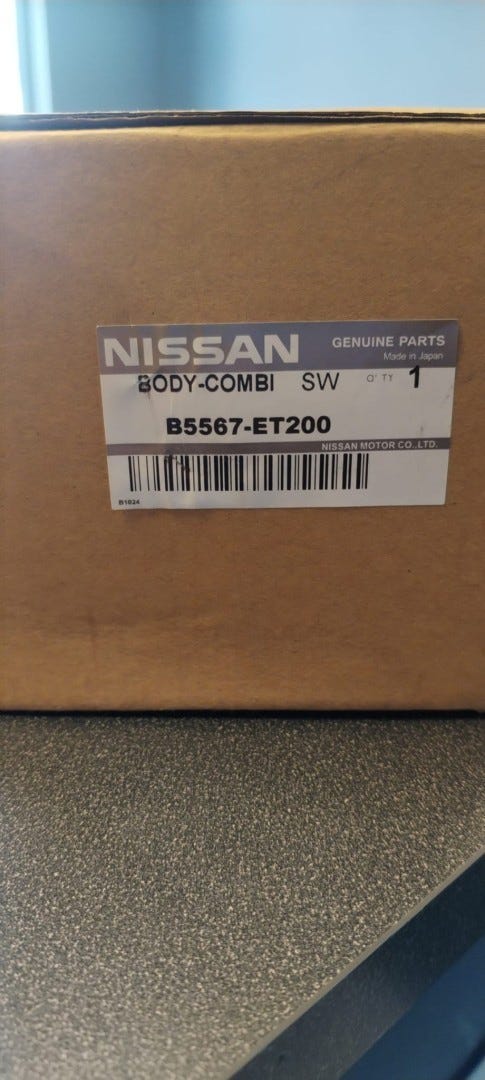 NISSAN GENUINE PARTS
Made in Japan
BODY-COMBI SW Q'TY 1
B5567-ET200
NISSAN MOTOR CO.,LTD.
B1024